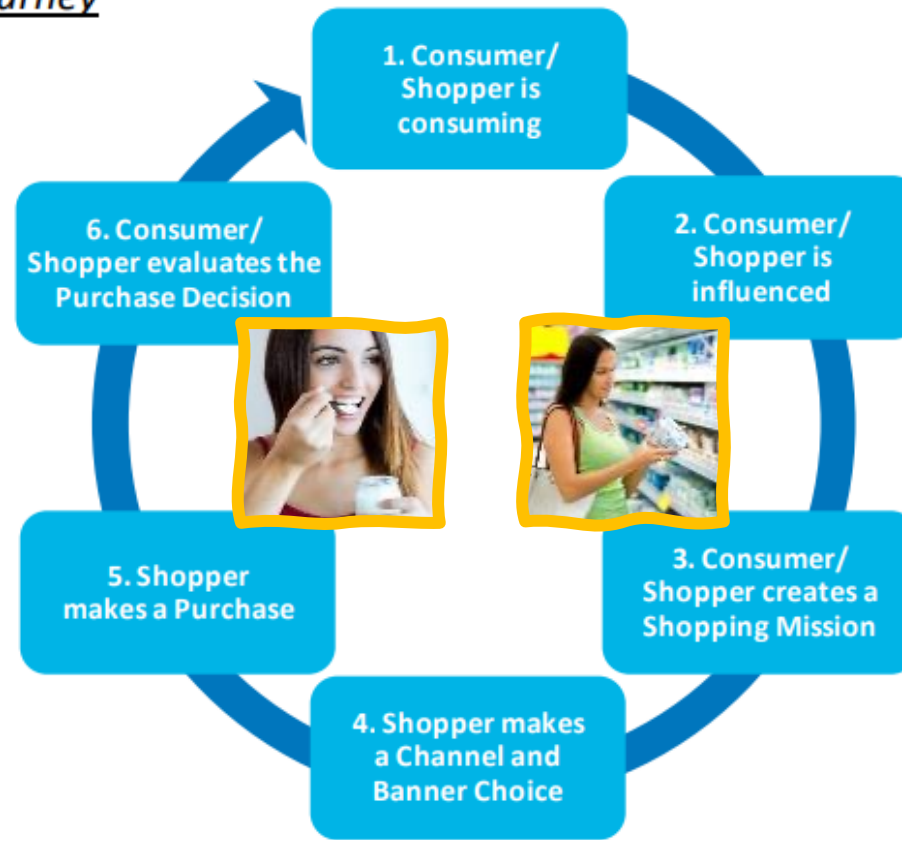 1. Consumer/
Shopper is
consuming
2. Consumer/
Shopper is
influenced
3. Consumer/
Shopper creates a
Shopping Mission
4. Shopper makes
a Channel and
Banner Choice
5. Shopper
makes a Purchase
6. Consumer/
Shopper evaluates the
Purchase Decision